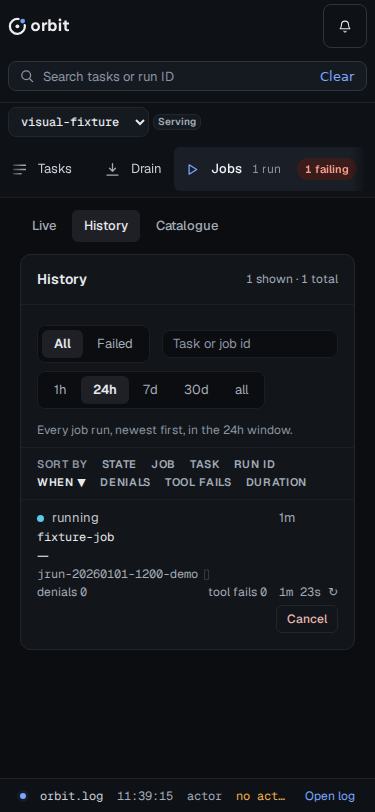 orbit
Search tasks or run ID Clear
visual-fixture Serving
Tasks Drain Jobs 1 run 1 failing
Live History Catalogue
History 1 shown · 1 total
All Failed Task or job id
1h 24h 7d 30d all
Every job run, newest first, in the 24h window.
SORT BY STATE JOB TASK RUN ID
WHEN ▼ DENIALS TOOL FAILS DURATION
running 1m
fixture-job
—
jrun-20260101-1200-demo
denials 0 tool fails 0 1m 23s ↻
Cancel
orbit.log 11:39:15 actor no act… Open log